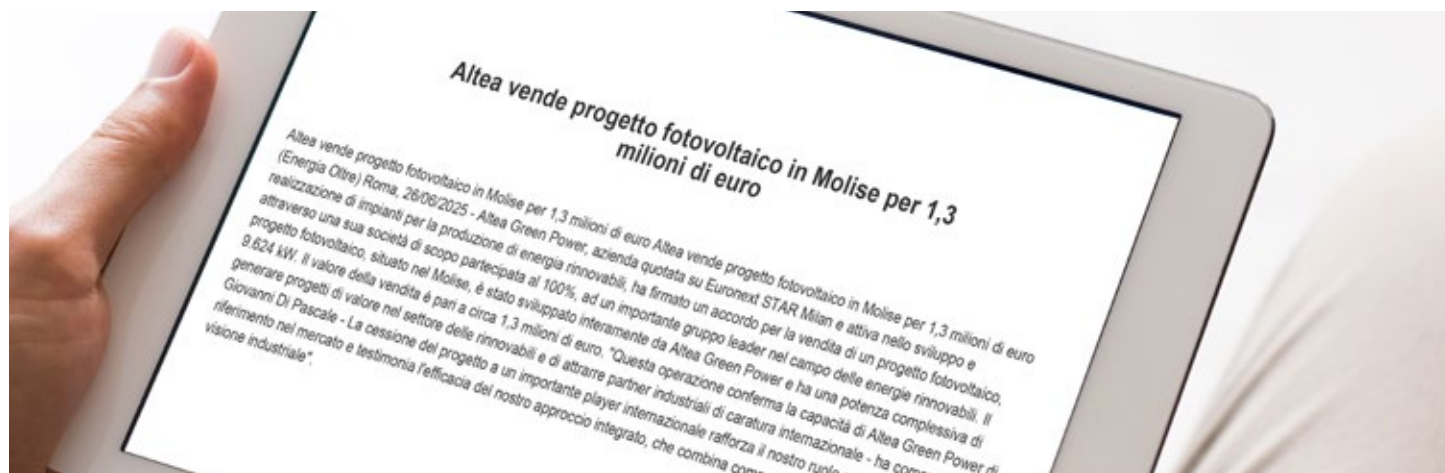 Altea vende progetto fotovoltaico in Molise per 1,3
milioni di euro
Altea vende progetto fotovoltaico in Molise per 1,3 milioni di euro Altea vende progetto fotovoltaico in Molise per 1,3 milioni di euro
(Energia Oltre) Roma, 26/06/2025 - Altea Green Power, azienda quotata su Euronext STAR Milan e attiva nello sviluppo e
realizzazione di impianti per la produzione di energia rinnovabili, ha firmato un accordo per la vendita di un progetto fotovoltaico,
attraverso una sua società di scopo partecipata al 100%, ad un importante gruppo leader nel campo delle energie rinnovabili. Il
progetto fotovoltaico, situato nel Molise, è stato sviluppato interamente da Altea Green Power e ha una potenza complessiva di
9.624 kW. Il valore della vendita è pari a circa 1,3 milioni di euro. "Questa operazione conferma la capacità di Altea Green Power di
generare progetti di valore nel settore delle rinnovabili e di attrarre partner industriali di caratura internazionale - ha
Giovanni Di Pascale - La cessione del progetto a un importante player internazionale rafforza il nostro ruolo
riferimento nel mercato e testimonia l'efficacia del nostro approccio integrato, che combina
visione industriale".